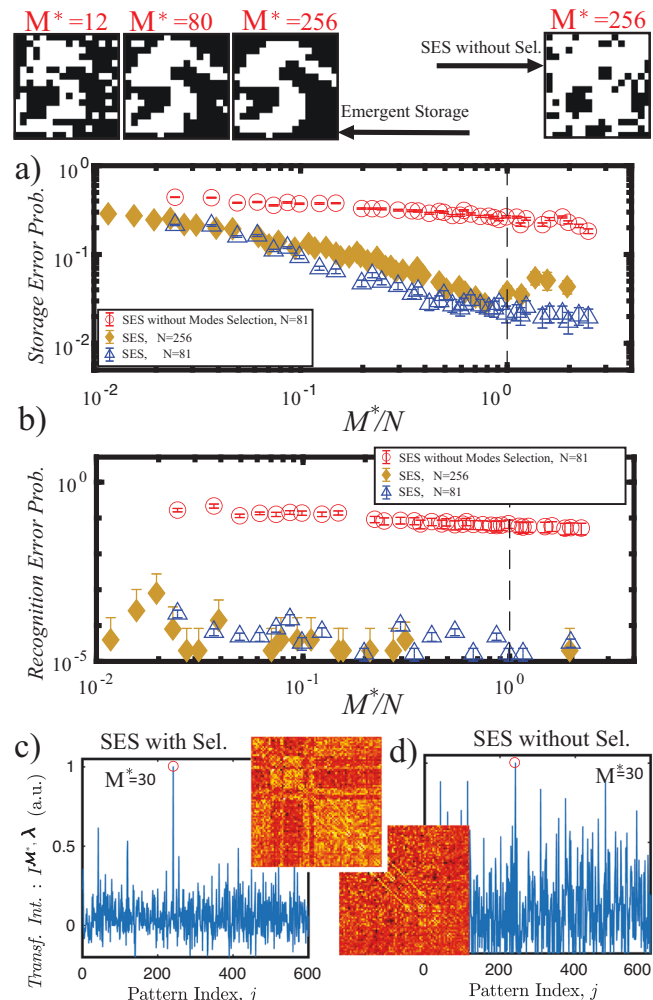 M*=12 M*=80 M*=256 M*=256
SES without Sel.
Emergent Storage
a)
10^0
10^-1
10^-2
Storage Error Prob.
SES without Modes Selection, N=81
SES, N=256
SES, N=81
10^-2 10^-1 10^0
M*/N
b)
10^0
10^-5
Recognition Error Prob.
SES without Modes Selection, N=81
SES, N=256
SES, N=81
10^-2 10^-1 10^0
M*/N
c) SES with Sel.
d) SES without Sel.
M*=30
M*=30
1
0.5
0
Transf. Int. : I^M*,λ (a.u.)
0 200 400 600
0 200 400 600
Pattern Index, j
Pattern Index, j